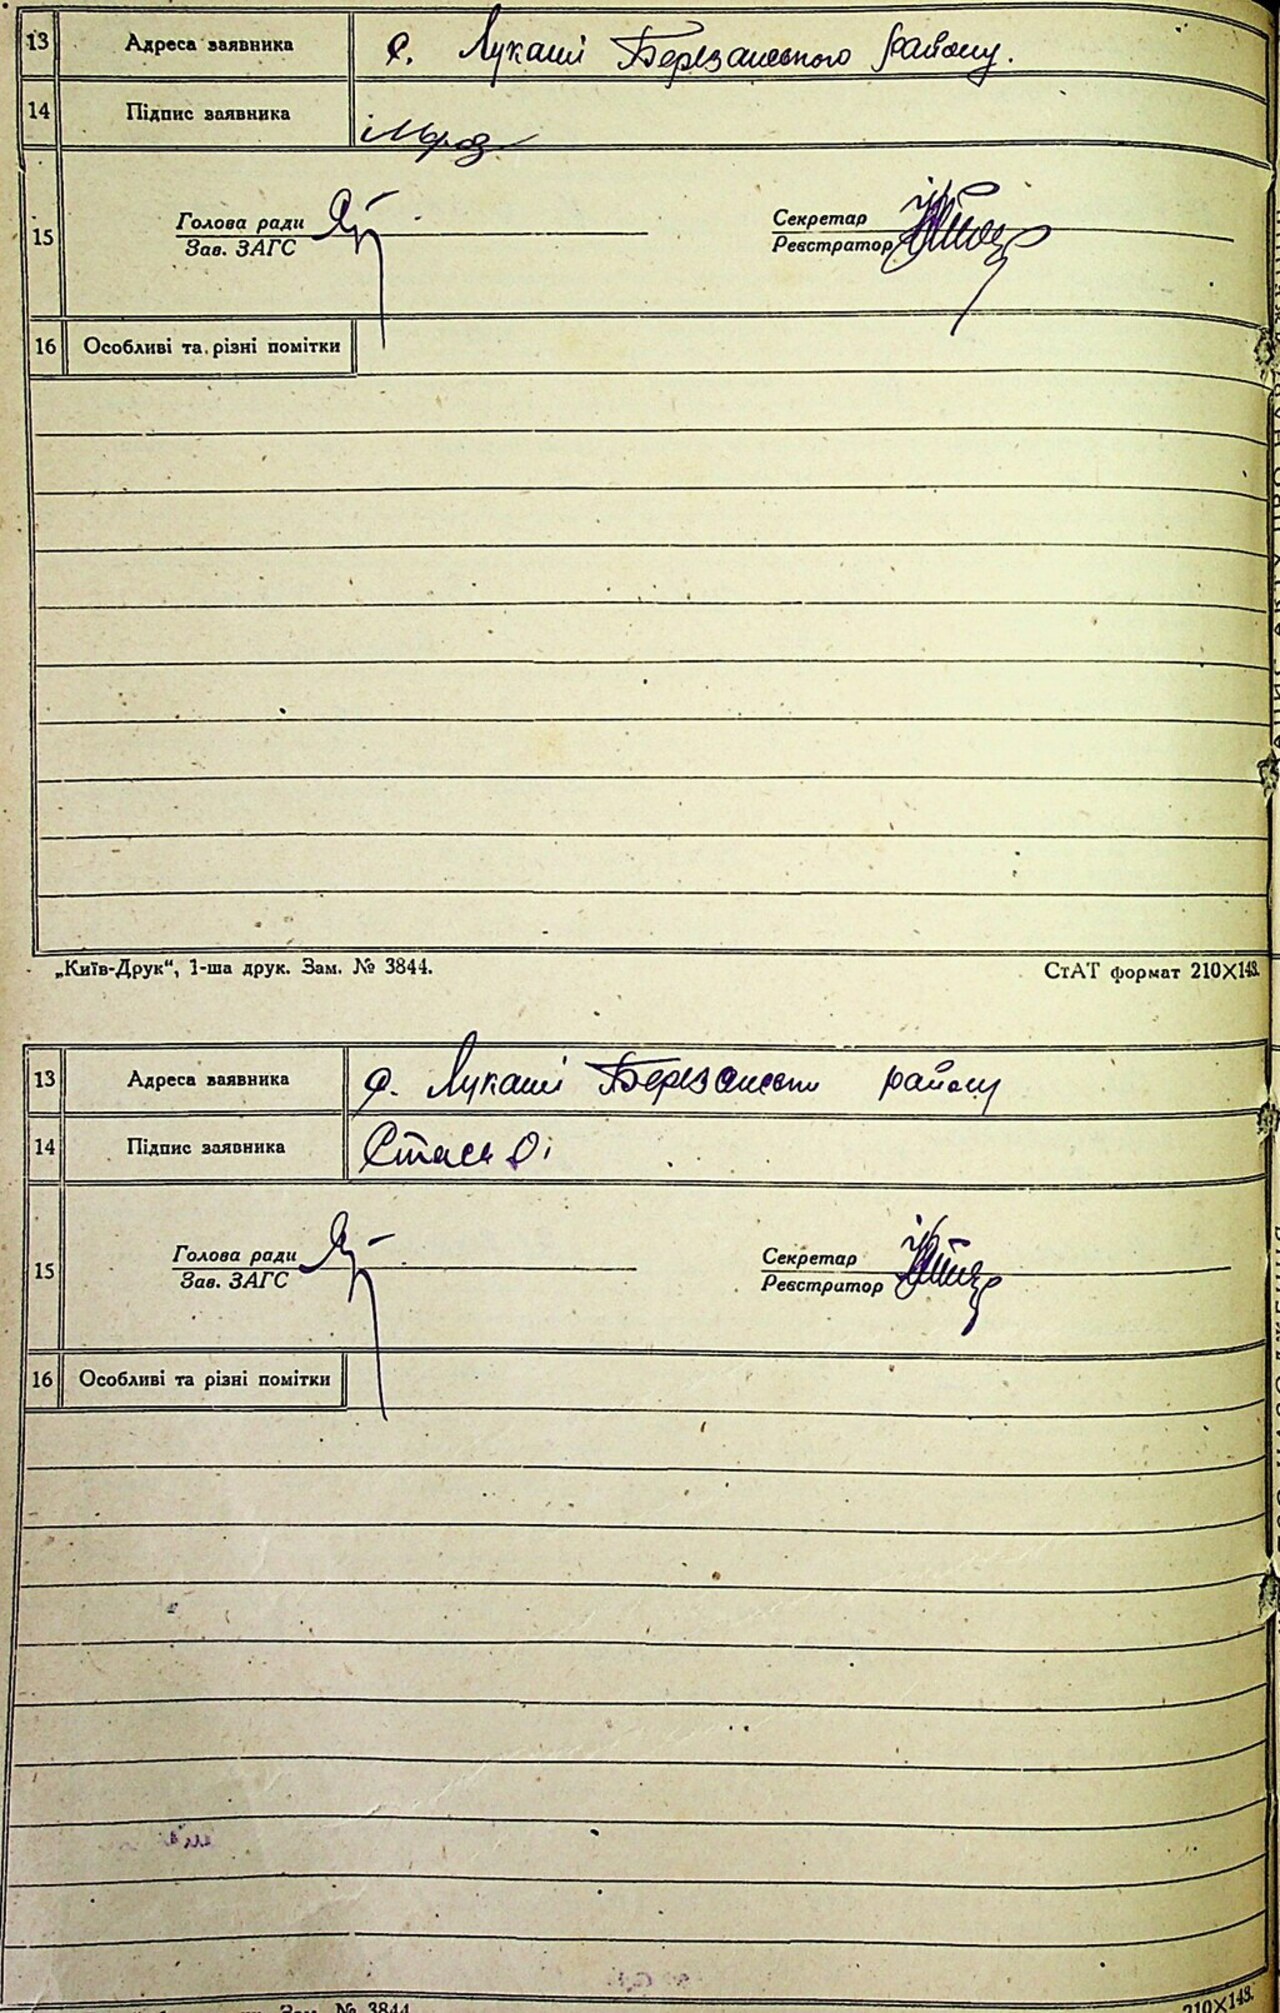 13 Адреса заявника с. Лукаші Березанського району.
14 Підпис заявника Мороз
15 Голова ради Секретар
Зав. ЗАГС Реєстратор
16 Особливі та різні помітки
„Київ-Друк“, 1-ша друк. Зам. № 3844. СтАТ формат 210×148.
13 Адреса заявника с. Лукаші Березанськ району
14 Підпис заявника Стась
15 Голова ради Секретар
Зав. ЗАГС Реєстратор
16 Особливі та різні помітки
Зам. № 3844 210×148.